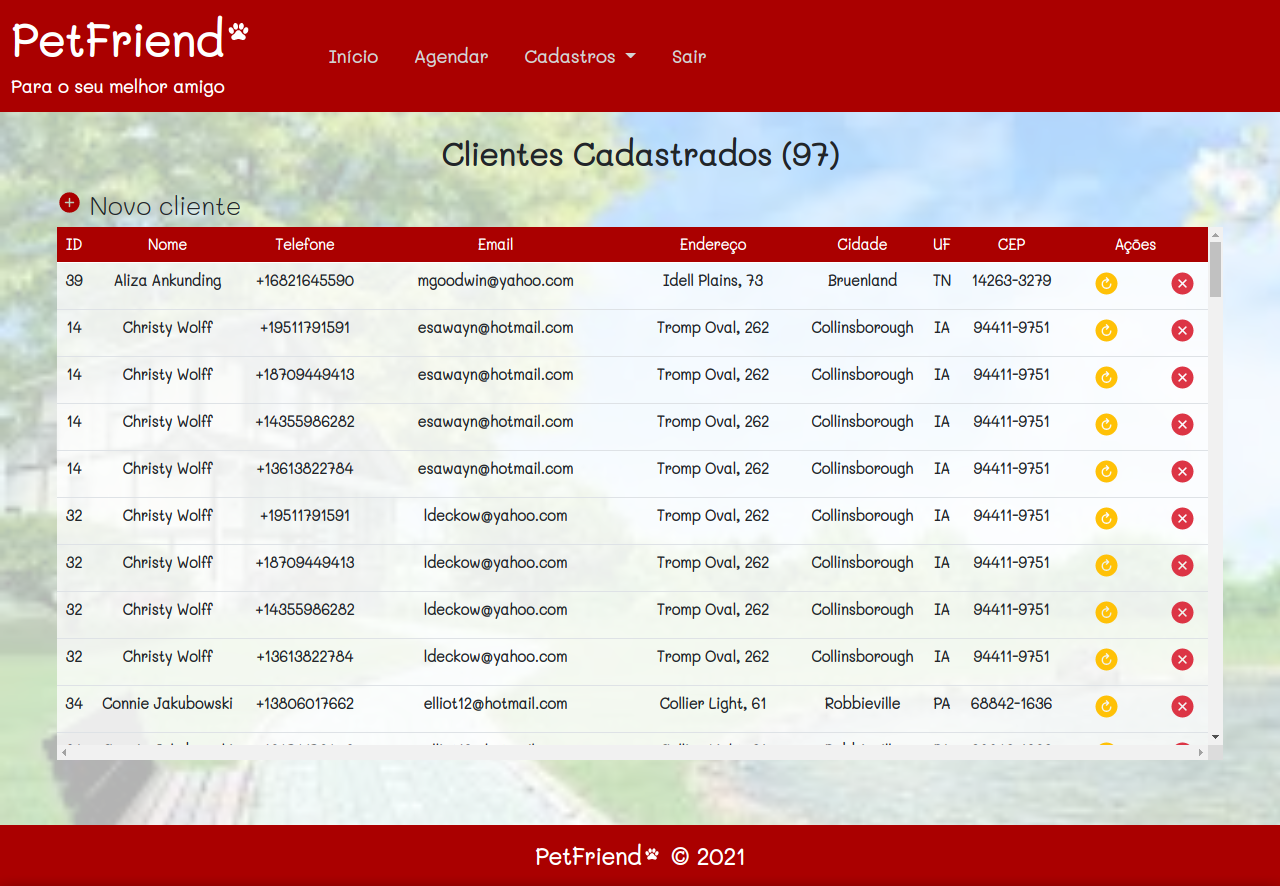 PetFriend
Início Agendar Cadastros Sair
Para o seu melhor amigo
Clientes Cadastrados (97)
Novo cliente
ID Nome Telefone Email Endereço Cidade UF CEP Ações
39 Aliza Ankunding +16821645590 mgoodwin@yahoo.com Idell Plains, 73 Bruenland TN 14263-3279
14 Christy Wolff +19511791591 esawayn@hotmail.com Tromp Oval, 262 Collinsborough IA 94411-9751
14 Christy Wolff +18709449413 esawayn@hotmail.com Tromp Oval, 262 Collinsborough IA 94411-9751
14 Christy Wolff +14355986282 esawayn@hotmail.com Tromp Oval, 262 Collinsborough IA 94411-9751
14 Christy Wolff +13613822784 esawayn@hotmail.com Tromp Oval, 262 Collinsborough IA 94411-9751
32 Christy Wolff +19511791591 ldeckow@yahoo.com Tromp Oval, 262 Collinsborough IA 94411-9751
32 Christy Wolff +18709449413 ldeckow@yahoo.com Tromp Oval, 262 Collinsborough IA 94411-9751
32 Christy Wolff +14355986282 ldeckow@yahoo.com Tromp Oval, 262 Collinsborough IA 94411-9751
32 Christy Wolff +13613822784 ldeckow@yahoo.com Tromp Oval, 262 Collinsborough IA 94411-9751
34 Connie Jakubowski +13806017662 elliot12@hotmail.com Collier Light, 61 Robbieville PA 68842-1636
PetFriend © 2021